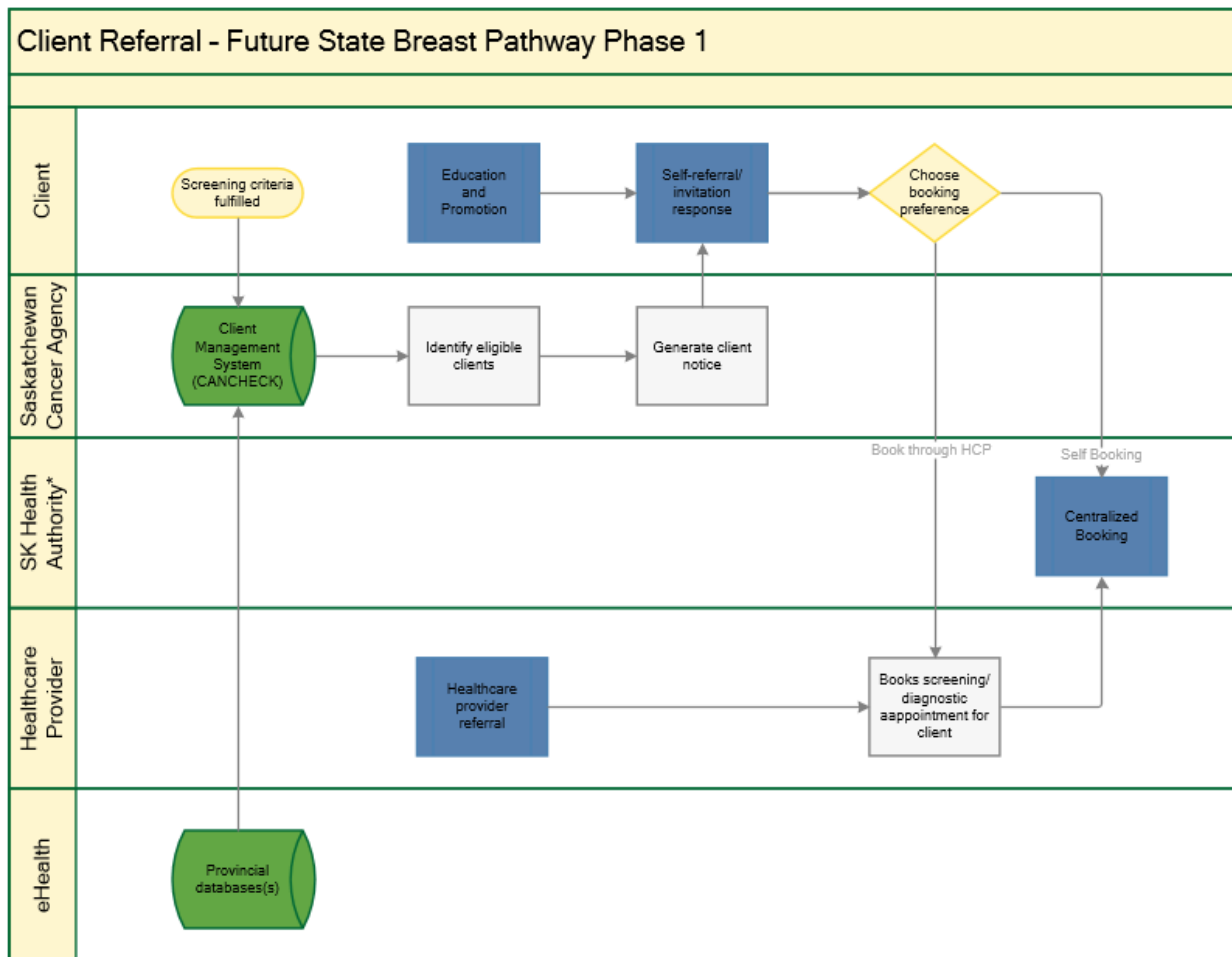 Client Referral - Future State Breast Pathway Phase 1
Client
Screening criteria
fulfilled
Education
and
Promotion
Self-referral/
invitation
response
Choose
booking
preference
Saskatchewan
Cancer Agency
Client
Management
System
(CANCHECK)
Identify eligible
clients
Generate client
notice
Book through HCP
Self Booking
SK Health
Authority*
Centralized
Booking
Healthcare
Provider
Healthcare
provider
referral
Books screening/
diagnostic
aappointment for
client
eHealth
Provincial
databases(s)